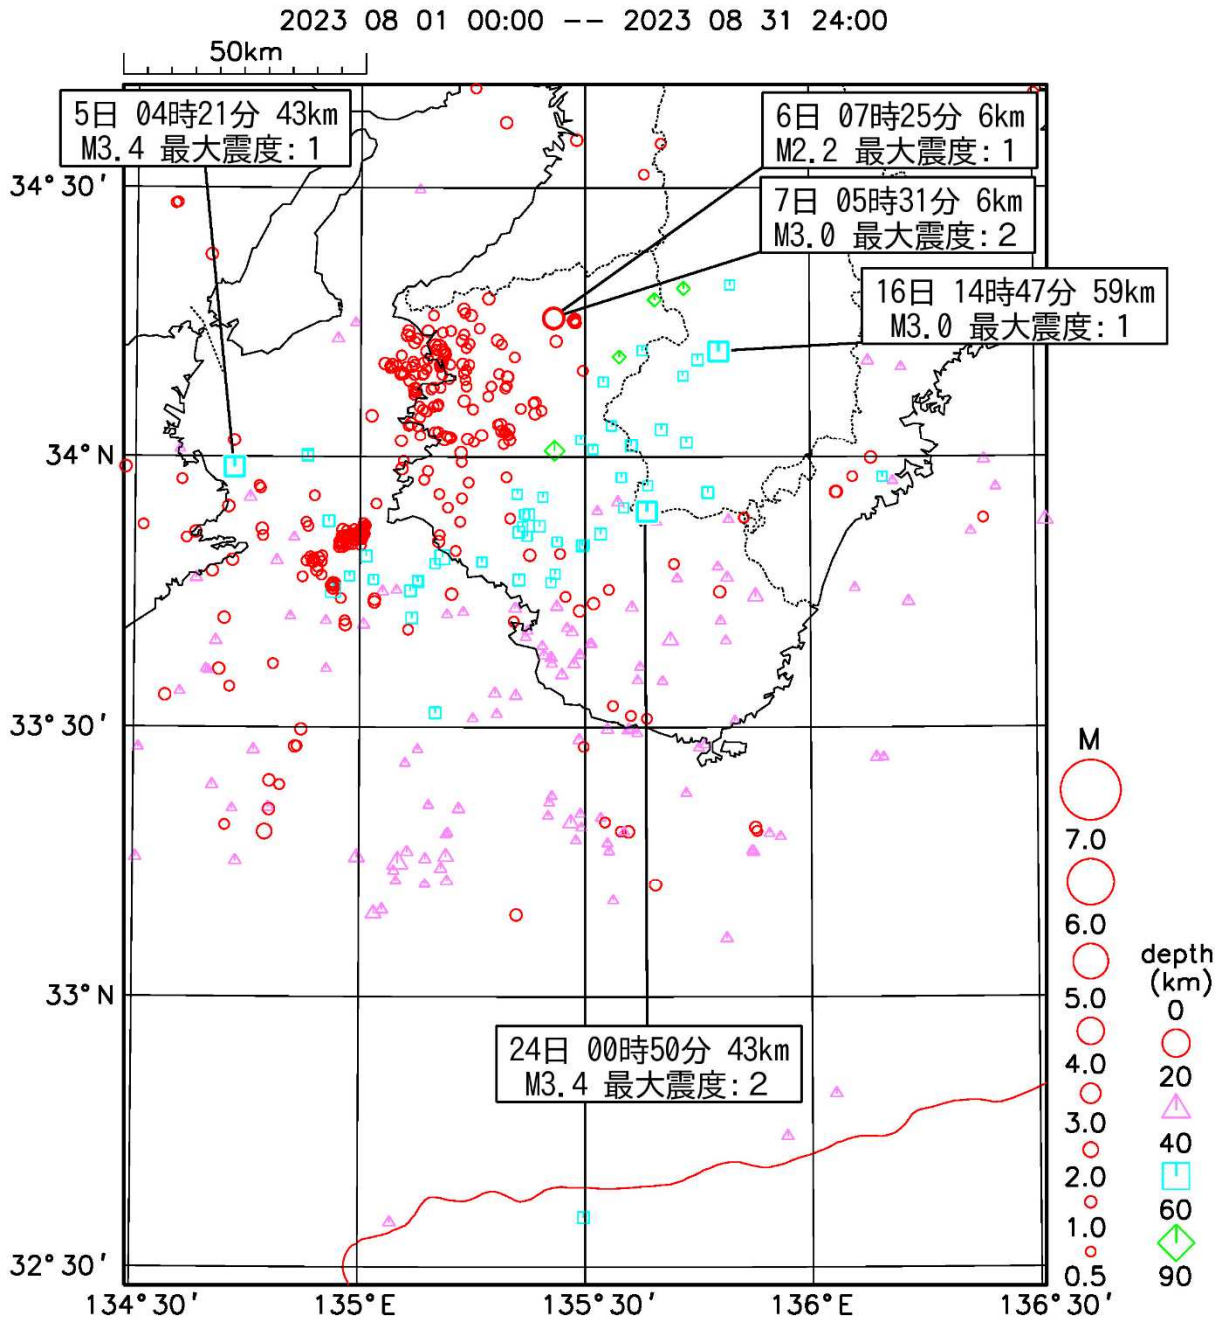 2023 08 01 00:00 -- 2023 08 31 24:00
50km
5日 04時21分 43km
M3.4 最大震度:1
6日 07時25分 6km
M2.2 最大震度:1
7日 05時31分 6km
M3.0 最大震度:2
16日 14時47分 59km
M3.0 最大震度:1
24日 00時50分 43km
M3.4 最大震度:2
34°30'
34°N
33°30'
33°N
32°30'
134°30'
135°E
135°30'
136°E
136°30'
M
7.0
6.0
5.0
4.0
3.0
2.0
1.0
0.5
depth
(km)
0
20
40
60
90